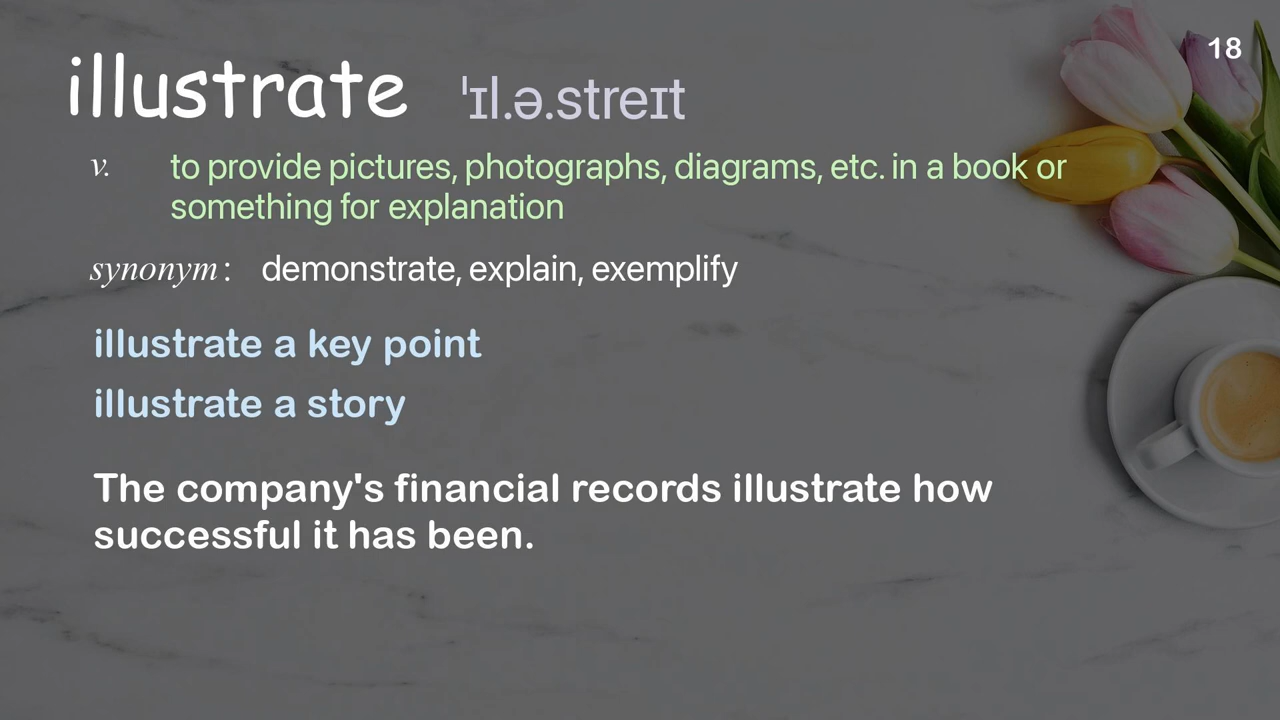 18
illustrate ˈɪl.ə.streɪt
v. to provide pictures, photographs, diagrams, etc. in a book or
something for explanation
synonym: demonstrate, explain, exemplify
illustrate a key point
illustrate a story
The company's financial records illustrate how
successful it has been.